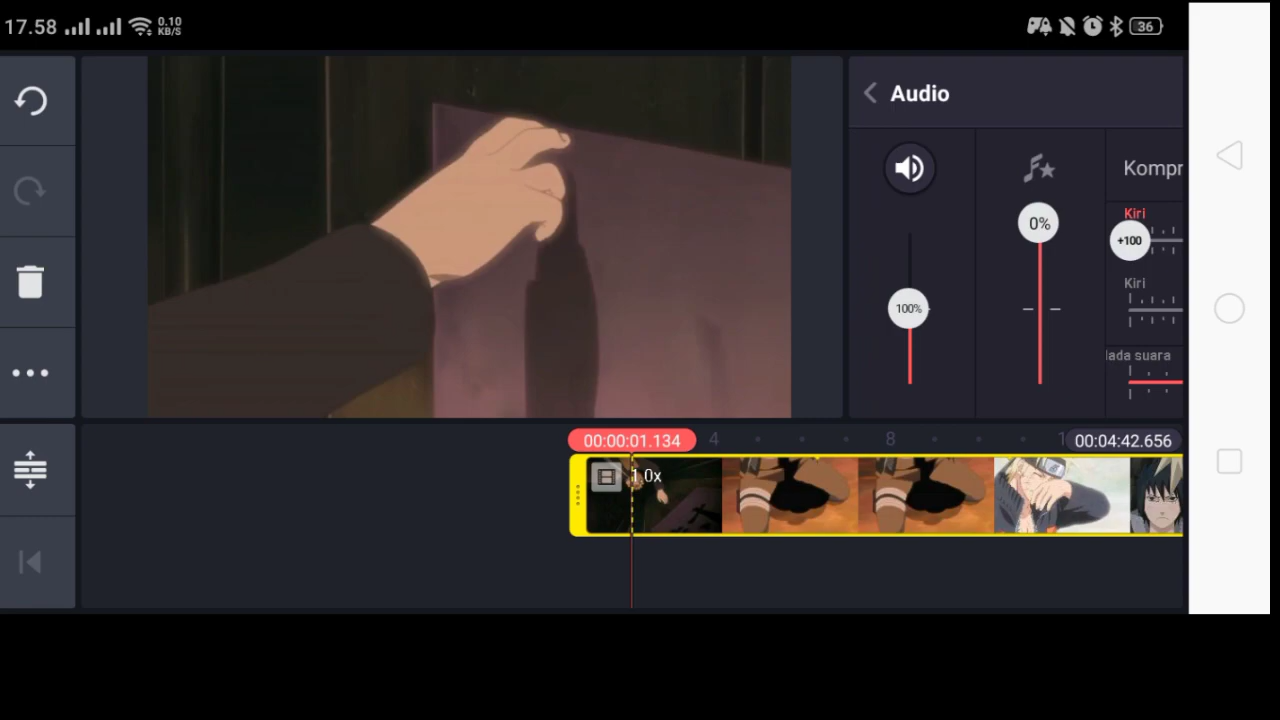 17.58 0.10 KB/S 36
Audio
Kompr
0%
Kiri
+100
100%
Kiri
lada suara
00:00:01.134 4 8 1 00:04:42.656
1.0x